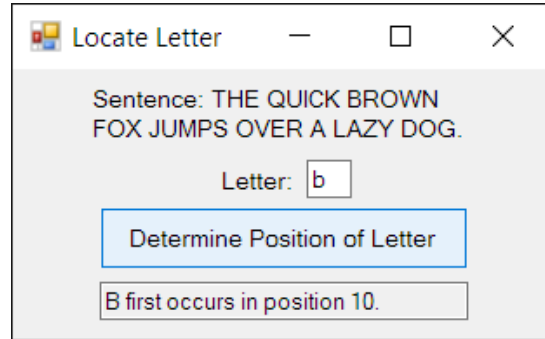 Locate Letter
Sentence: THE QUICK BROWN
FOX JUMPS OVER A LAZY DOG.
Letter: b
Determine Position of Letter
B first occurs in position 10.